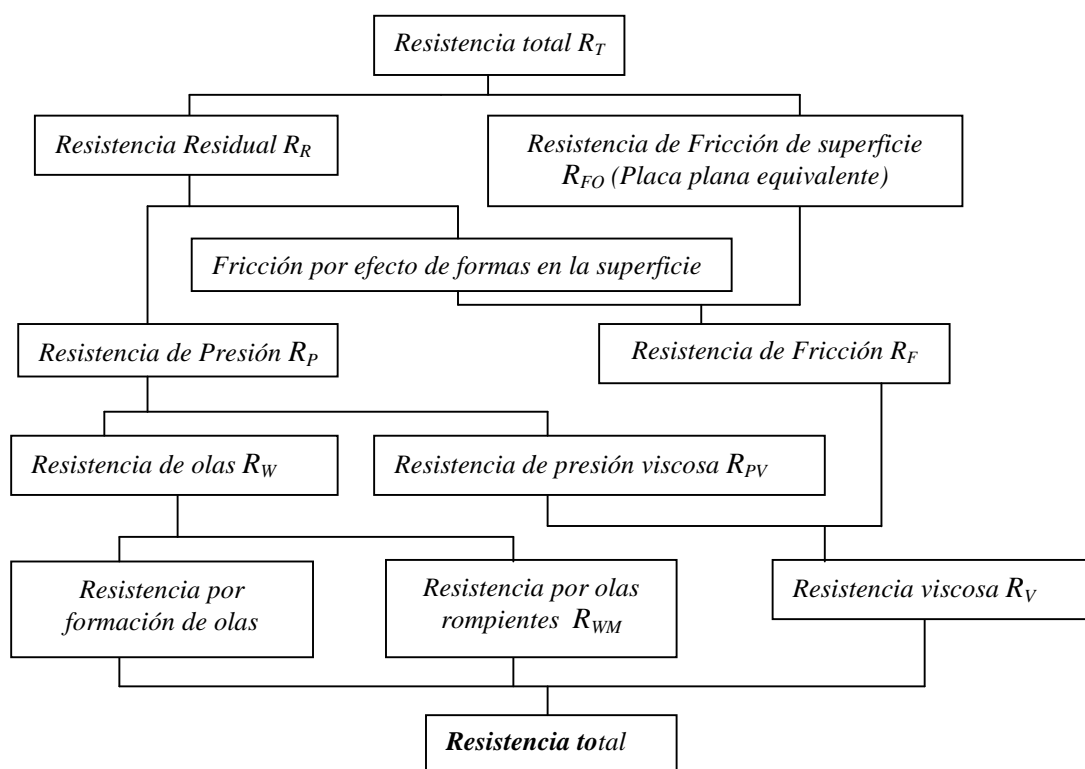 Resistencia total R_T
Resistencia Residual R_R
Resistencia de Fricción de superficie
R_FO (Placa plana equivalente)
Fricción por efecto de formas en la superficie
Resistencia de Presión R_P
Resistencia de Fricción R_F
Resistencia de olas R_W
Resistencia de presión viscosa R_PV
Resistencia por
formación de olas
Resistencia por olas
rompientes R_WM
Resistencia viscosa R_V
Resistencia total